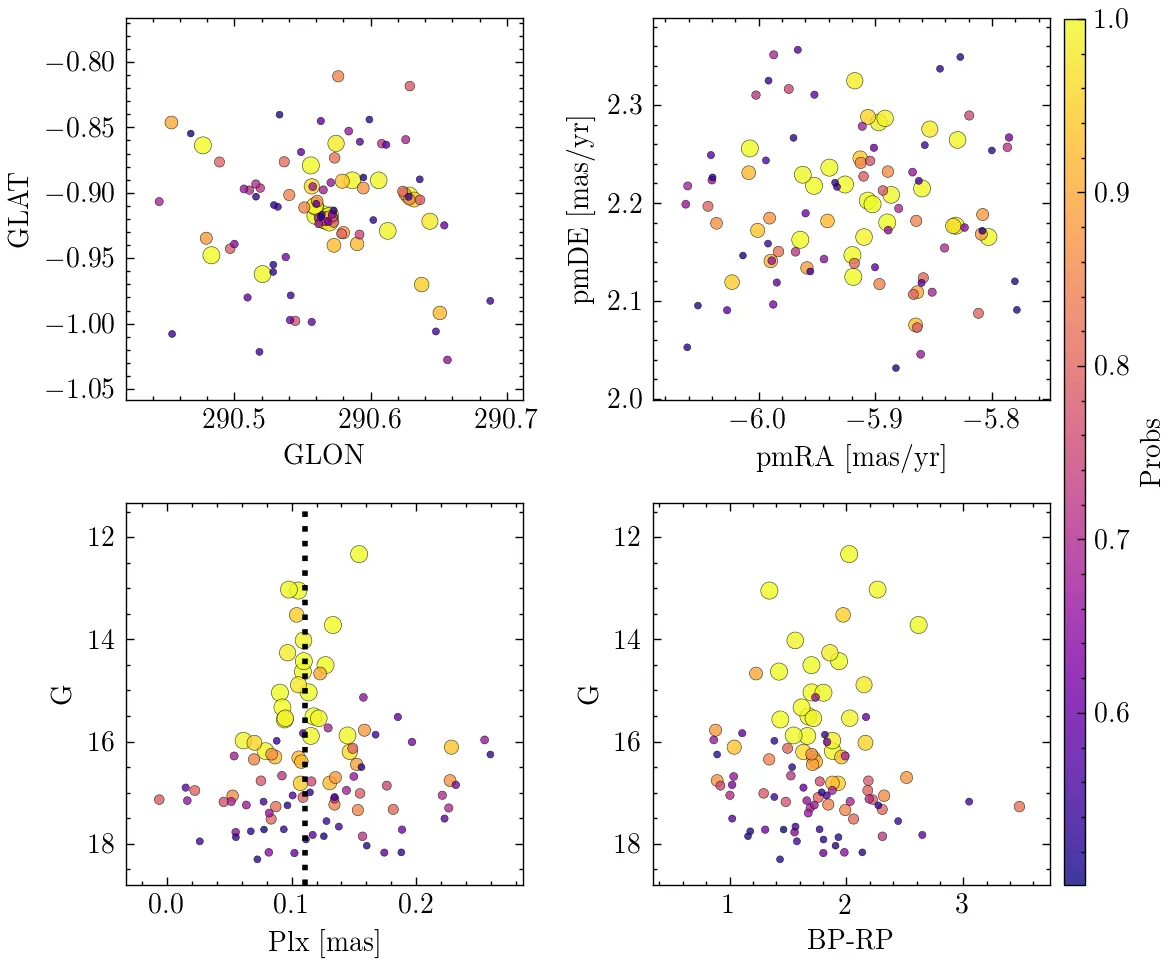 −0.80
−0.85
−0.90
−0.95
−1.00
−1.05
GLAT
290.5 290.6 290.7
GLON
2.3
2.2
2.1
2.0
pmDE [mas/yr]
−6.0 −5.9 −5.8
pmRA [mas/yr]
12
14
16
18
G
0.0 0.1 0.2
Plx [mas]
12
14
16
18
G
1 2 3
BP-RP
1.0
0.9
0.8
0.7
0.6
Probs